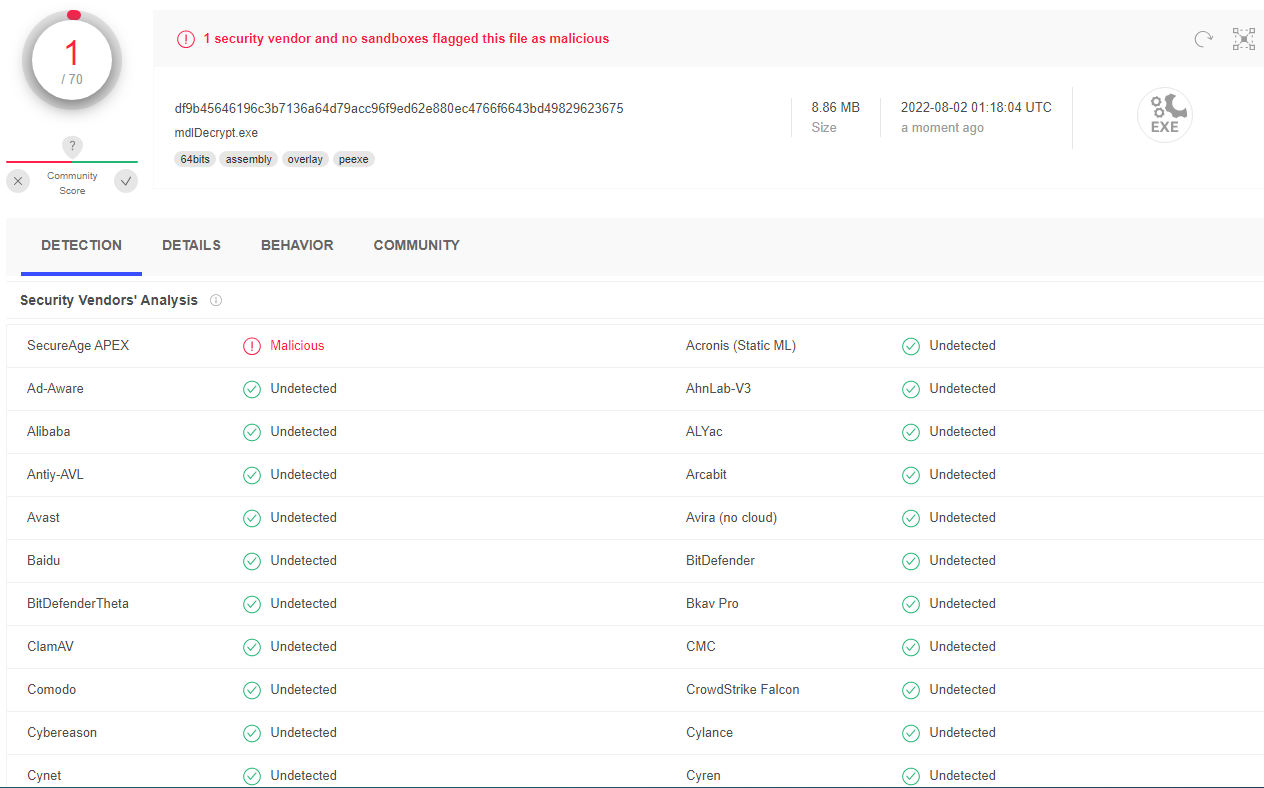 1
/ 70
?
Community
Score
1 security vendor and no sandboxes flagged this file as malicious
df9b45646196c3b7136a64d79acc96f9ed62e880ec4766f6643bd49829623675
mdlDecrypt.exe
64bits assembly overlay peexe
8.86 MB
Size
2022-08-02 01:18:04 UTC
a moment ago
EXE
DETECTION DETAILS BEHAVIOR COMMUNITY
Security Vendors' Analysis
SecureAge APEX Malicious Acronis (Static ML) Undetected
Ad-Aware Undetected AhnLab-V3 Undetected
Alibaba Undetected ALYac Undetected
Antiy-AVL Undetected Arcabit Undetected
Avast Undetected Avira (no cloud) Undetected
Baidu Undetected BitDefender Undetected
BitDefenderTheta Undetected Bkav Pro Undetected
ClamAV Undetected CMC Undetected
Comodo Undetected CrowdStrike Falcon Undetected
Cybereason Undetected Cylance Undetected
Cynet Undetected Cyren Undetected